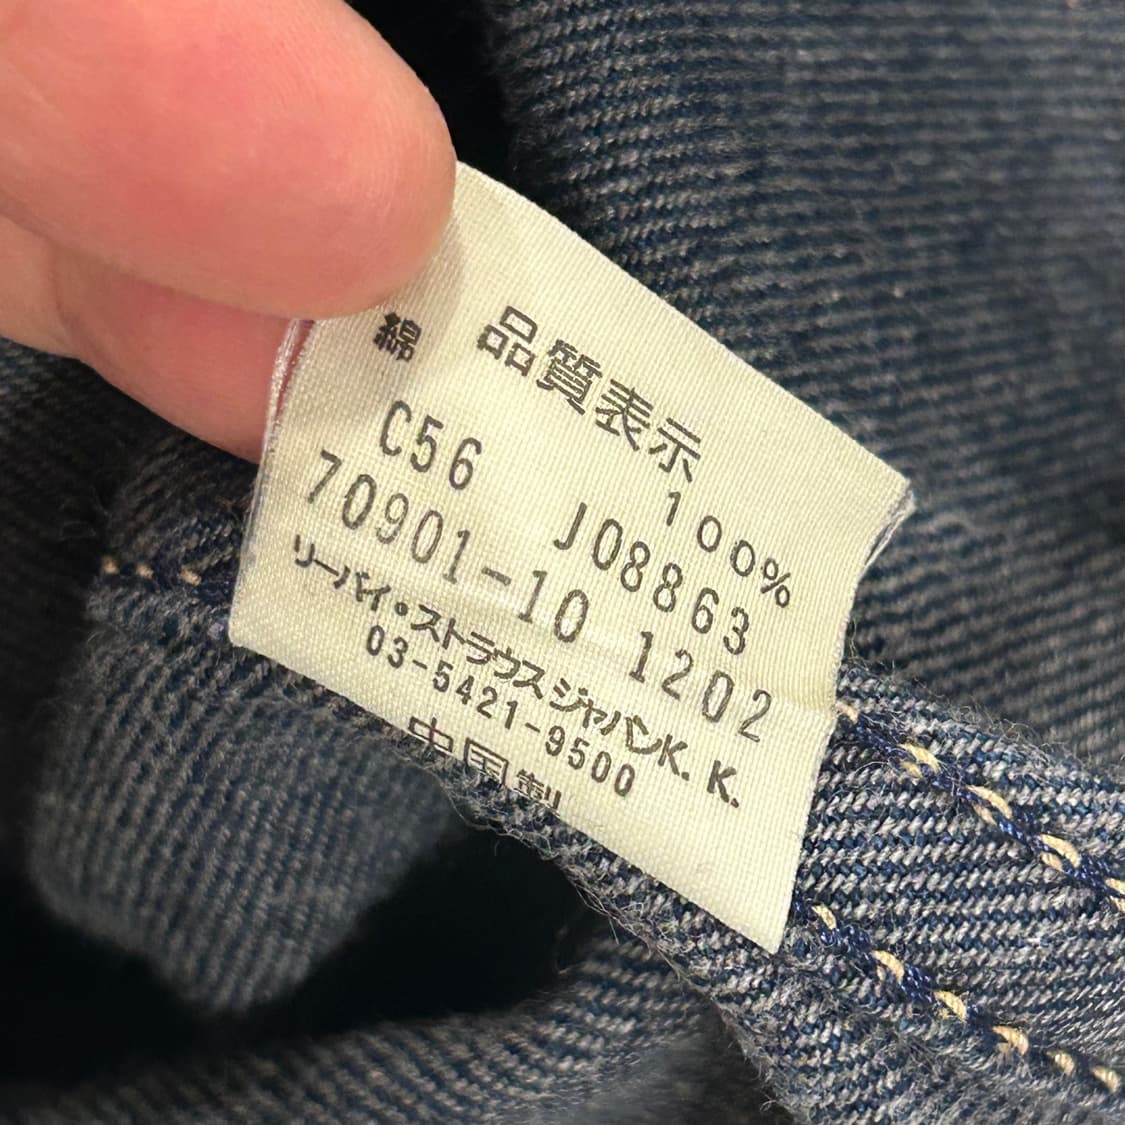 品質表示
綿 100%
C56 J08863
70901-10 1202
リーバイ・ストラウス ジャパンK.K.
03-5421-9500
中国製